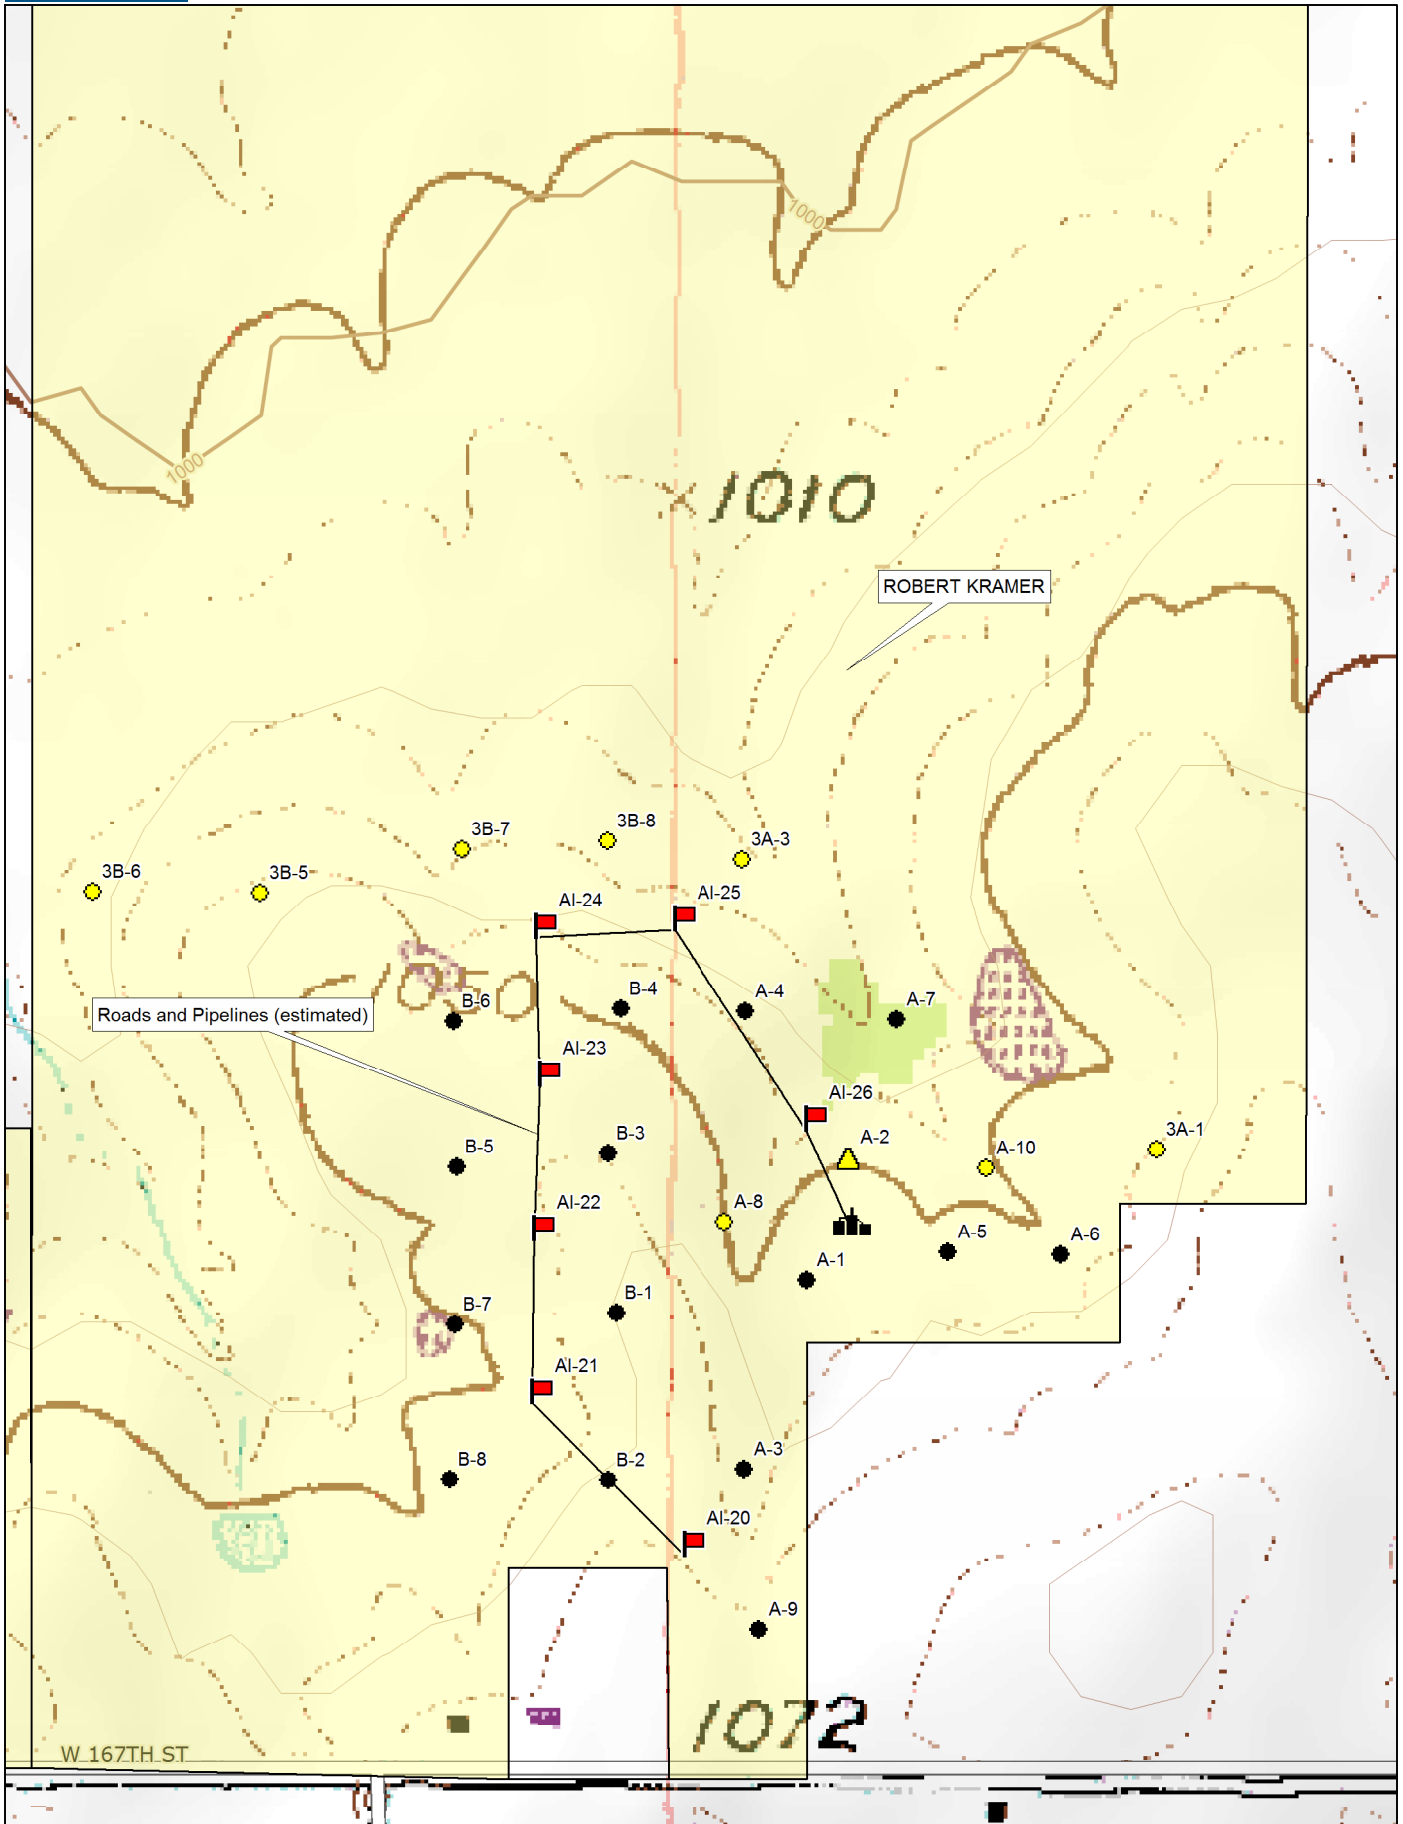 1000
1000
1010
ROBERT KRAMER
3B-8
3B-7
3A-3
3B-6
3B-5
AI-25
AI-24
B-4
A-4
A-7
B-6
Roads and Pipelines (estimated)
AI-23
AI-26
3A-1
B-3
A-2
A-10
B-5
AI-22
A-8
A-5
A-6
A-1
B-1
B-7
AI-21
A-3
B-8
B-2
AI-20
A-9
1072
W 167TH ST